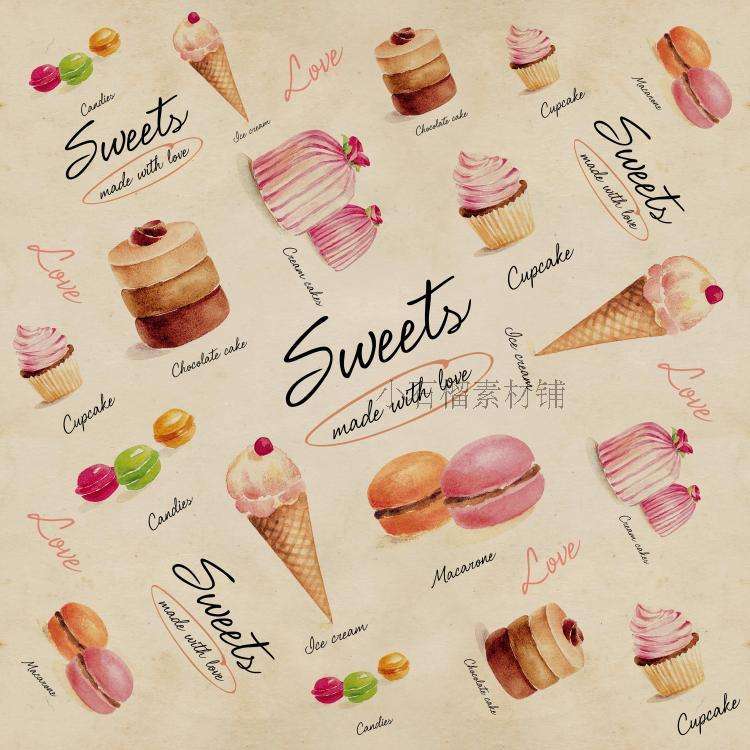 Candies
Ice cream
Love
Chocolate cake
Cupcake
Macarone
Sweets
made with love
Sweets
made with love
Cream cakes
Cupcake
Love
Chocolate cake
Sweets
made with love
小石榴素材铺
Ice cream
Love
Cupcake
Candies
Cream cakes
Love
Macarone
Love
Sweets
made with love
Ice cream
Macarone
Chocolate cake
Candies
Cupcake